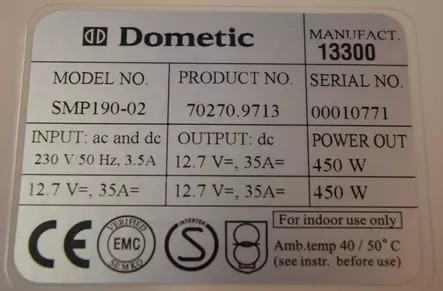 Dometic
MANUFACT.
13300
MODEL NO. PRODUCT NO. SERIAL NO.
SMP190-02 70270.9713 00010771
INPUT: ac and dc OUTPUT: dc POWER OUT
230 V 50 Hz, 3.5A 12.7 V=, 35A= 450 W
12.7 V=, 35A= 12.7 V=, 35A= 450 W
For indoor use only
Amb.temp 40 / 50° C
(see instr. before use)
CE
VERIFIED
EMC
SEMKO
INTERTEK
S